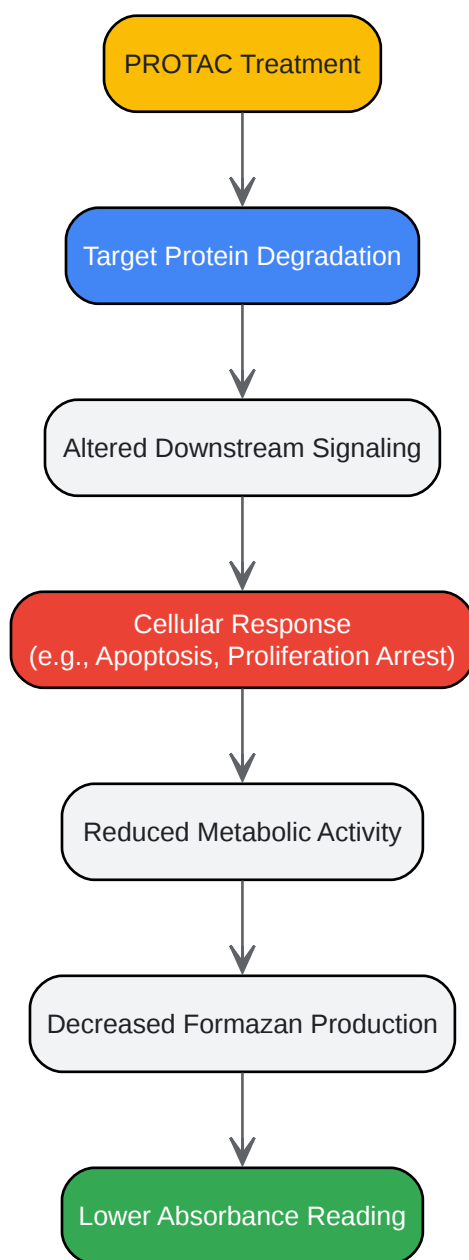 PROTAC Treatment
Target Protein Degradation
Altered Downstream Signaling
Cellular Response
(e.g., Apoptosis, Proliferation Arrest)
Reduced Metabolic Activity
Decreased Formazan Production
Lower Absorbance Reading